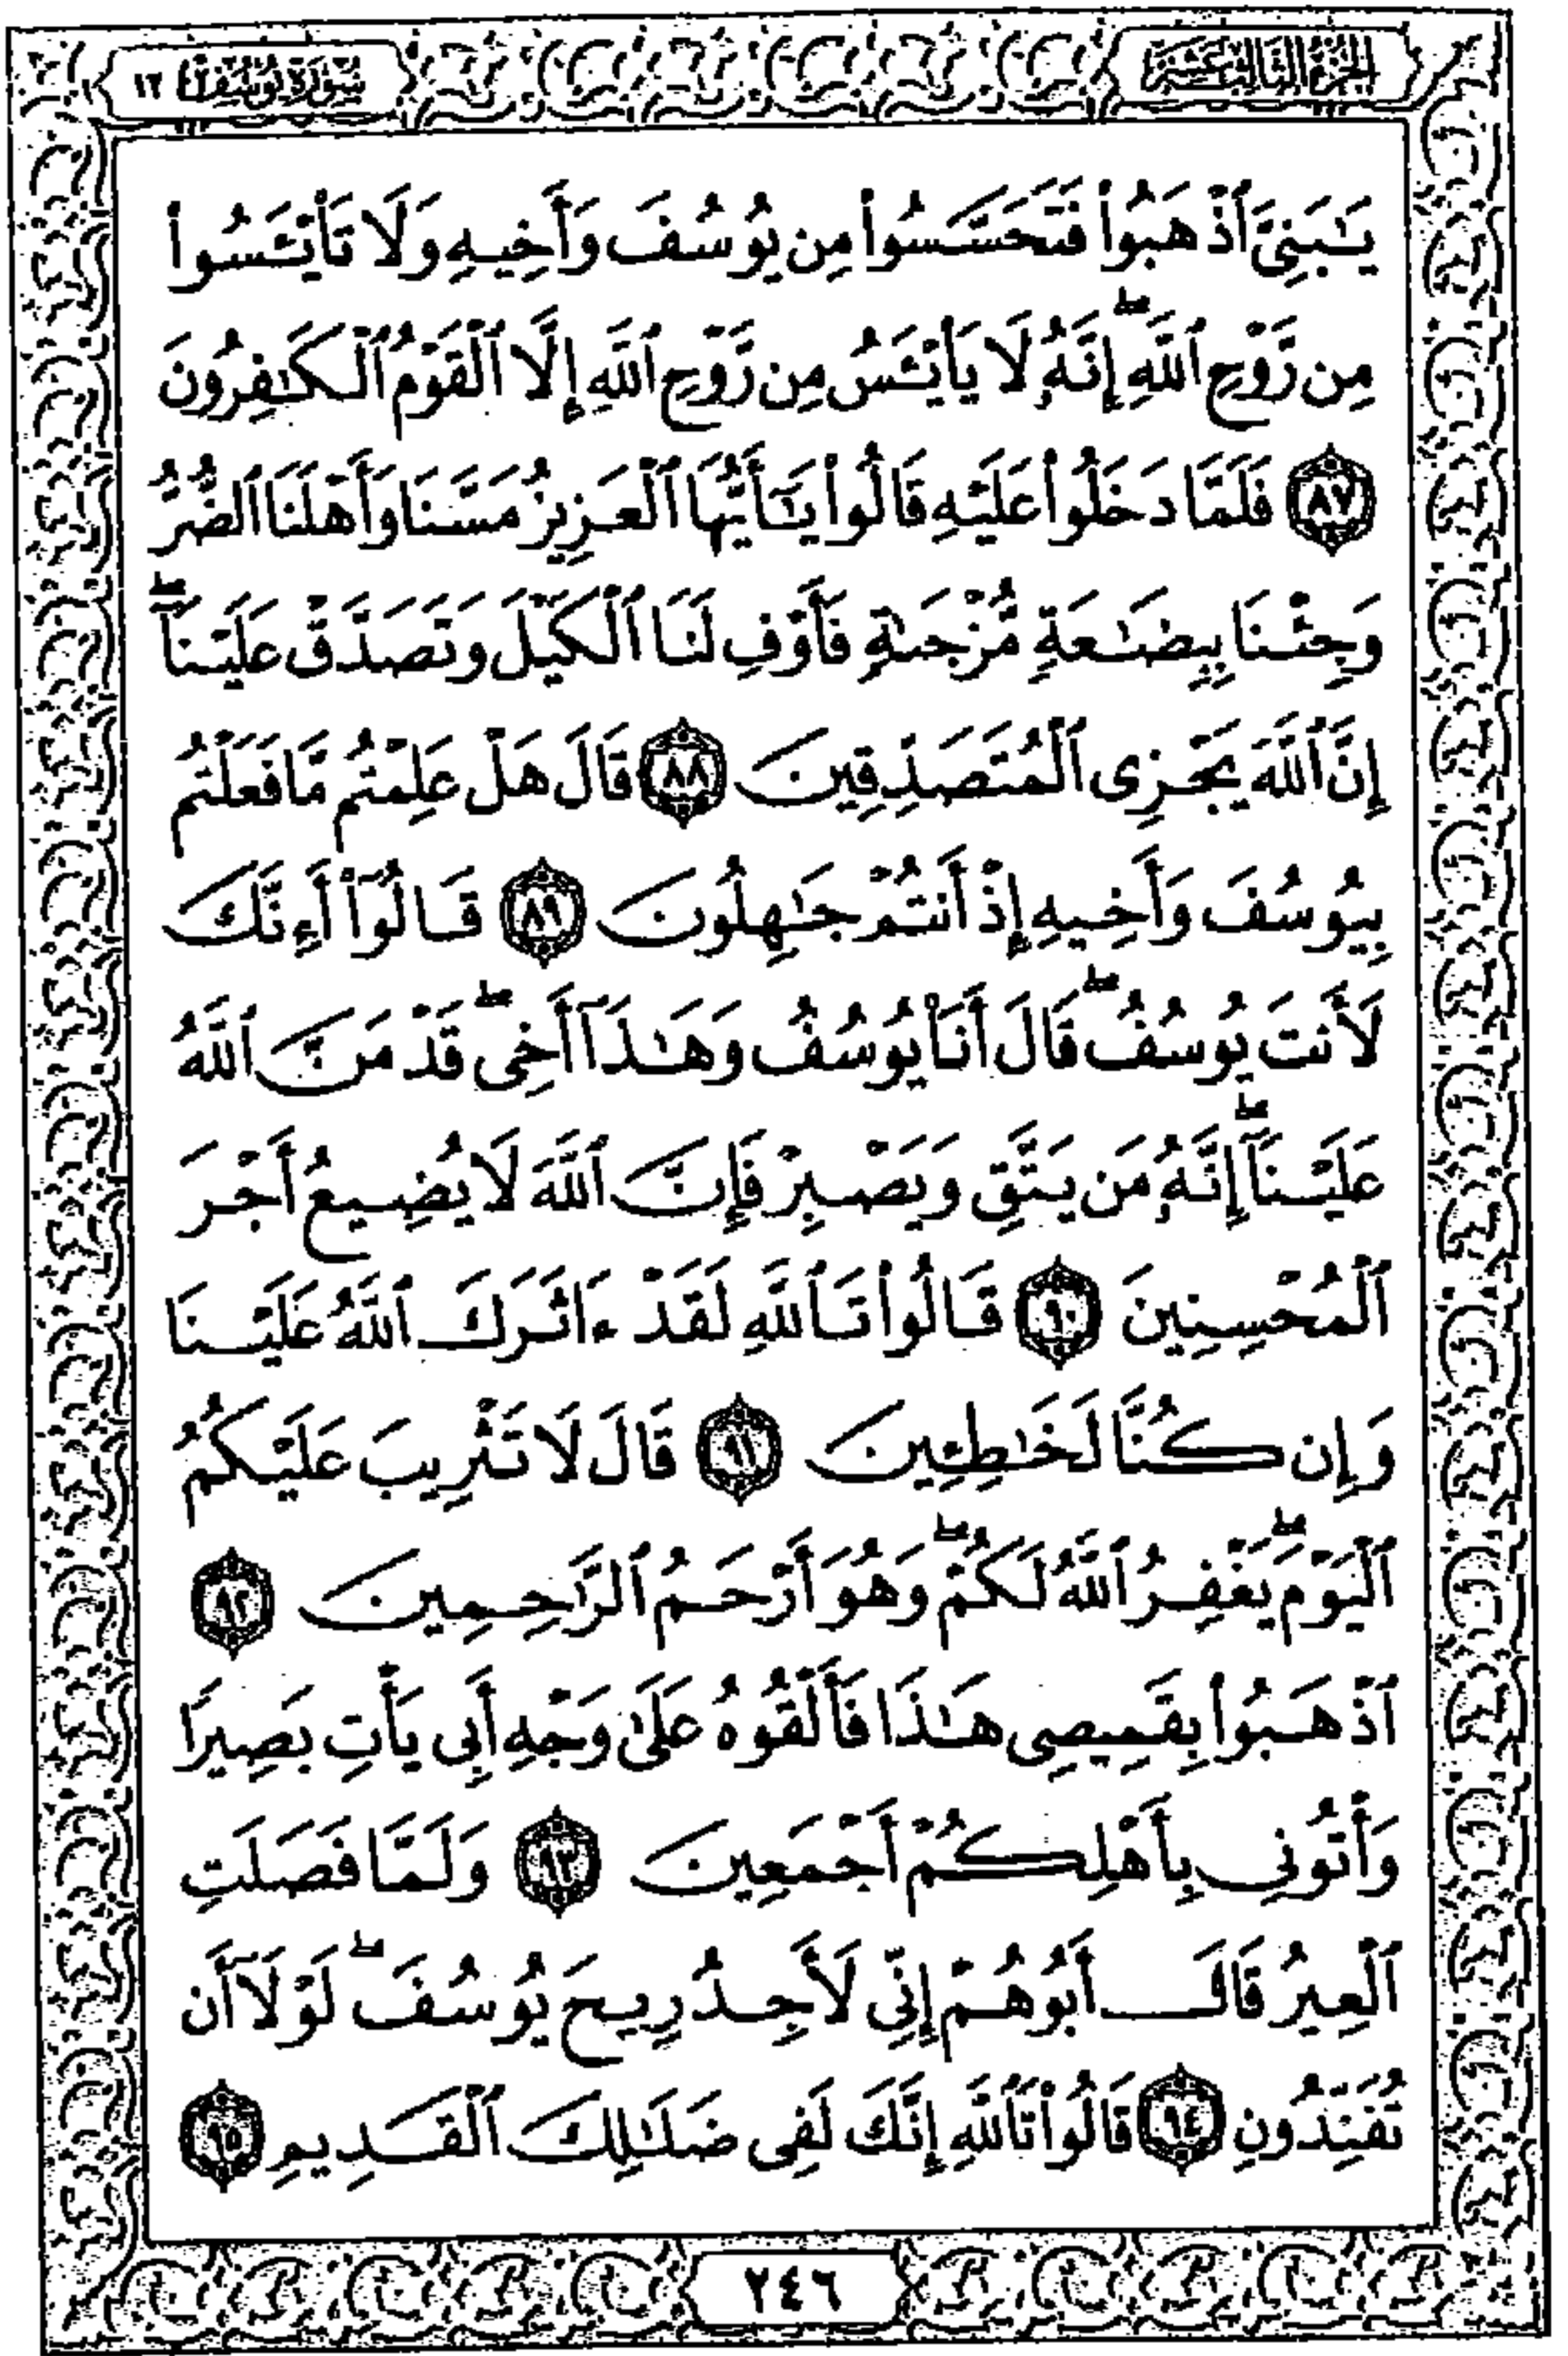 الجزء الثالث عشر
سورة يوسف ١٢
يَٰبَنِىَّ ٱذْهَبُوا۟ فَتَحَسَّسُوا۟ مِن يُوسُفَ وَأَخِيهِ وَلَا تَا۟يْـَٔسُوا۟
مِن رَّوْحِ ٱللَّهِ ۖ إِنَّهُۥ لَا يَا۟يْـَٔسُ مِن رَّوْحِ ٱللَّهِ إِلَّا ٱلْقَوْمُ ٱلْكَٰفِرُونَ
٨٧ فَلَمَّا دَخَلُوا۟ عَلَيْهِ قَالُوا۟ يَٰٓأَيُّهَا ٱلْعَزِيزُ مَسَّنَا وَأَهْلَنَا ٱلضُّرُّ
وَجِئْنَا بِبِضَٰعَةٍ مُّزْجَىٰةٍ فَأَوْفِ لَنَا ٱلْكَيْلَ وَتَصَدَّقْ عَلَيْنَآ ۖ
إِنَّ ٱللَّهَ يَجْزِى ٱلْمُتَصَدِّقِينَ ٨٨ قَالَ هَلْ عَلِمْتُم مَّا فَعَلْتُم
بِيُوسُفَ وَأَخِيهِ إِذْ أَنتُمْ جَٰهِلُونَ ٨٩ قَالُوٓا۟ أَءِنَّكَ
لَأَنتَ يُوسُفُ ۖ قَالَ أَنَا۠ يُوسُفُ وَهَٰذَآ أَخِى ۖ قَدْ مَنَّ ٱللَّهُ
عَلَيْنَآ ۖ إِنَّهُۥ مَن يَتَّقِ وَيَصْبِرْ فَإِنَّ ٱللَّهَ لَا يُضِيعُ أَجْرَ
ٱلْمُحْسِنِينَ ٩٠ قَالُوا۟ تَٱللَّهِ لَقَدْ ءَاثَرَكَ ٱللَّهُ عَلَيْنَا
وَإِن كُنَّا لَخَٰطِـِٔينَ ٩١ قَالَ لَا تَثْرِيبَ عَلَيْكُمُ
ٱلْيَوْمَ ۖ يَغْفِرُ ٱللَّهُ لَكُمْ ۖ وَهُوَ أَرْحَمُ ٱلرَّٰحِمِينَ ٩٢
ٱذْهَبُوا۟ بِقَمِيصِى هَٰذَا فَأَلْقُوهُ عَلَىٰ وَجْهِ أَبِى يَأْتِ بَصِيرًا
وَأْتُونِى بِأَهْلِكُمْ أَجْمَعِينَ ٩٣ وَلَمَّا فَصَلَتِ
ٱلْعِيرُ قَالَ أَبُوهُمْ إِنِّى لَأَجِدُ رِيحَ يُوسُفَ ۖ لَوْلَآ أَن
تُفَنِّدُونِ ٩٤ قَالُوا۟ تَٱللَّهِ إِنَّكَ لَفِى ضَلَٰلِكَ ٱلْقَدِيمِ ٩٥
٢٤٦